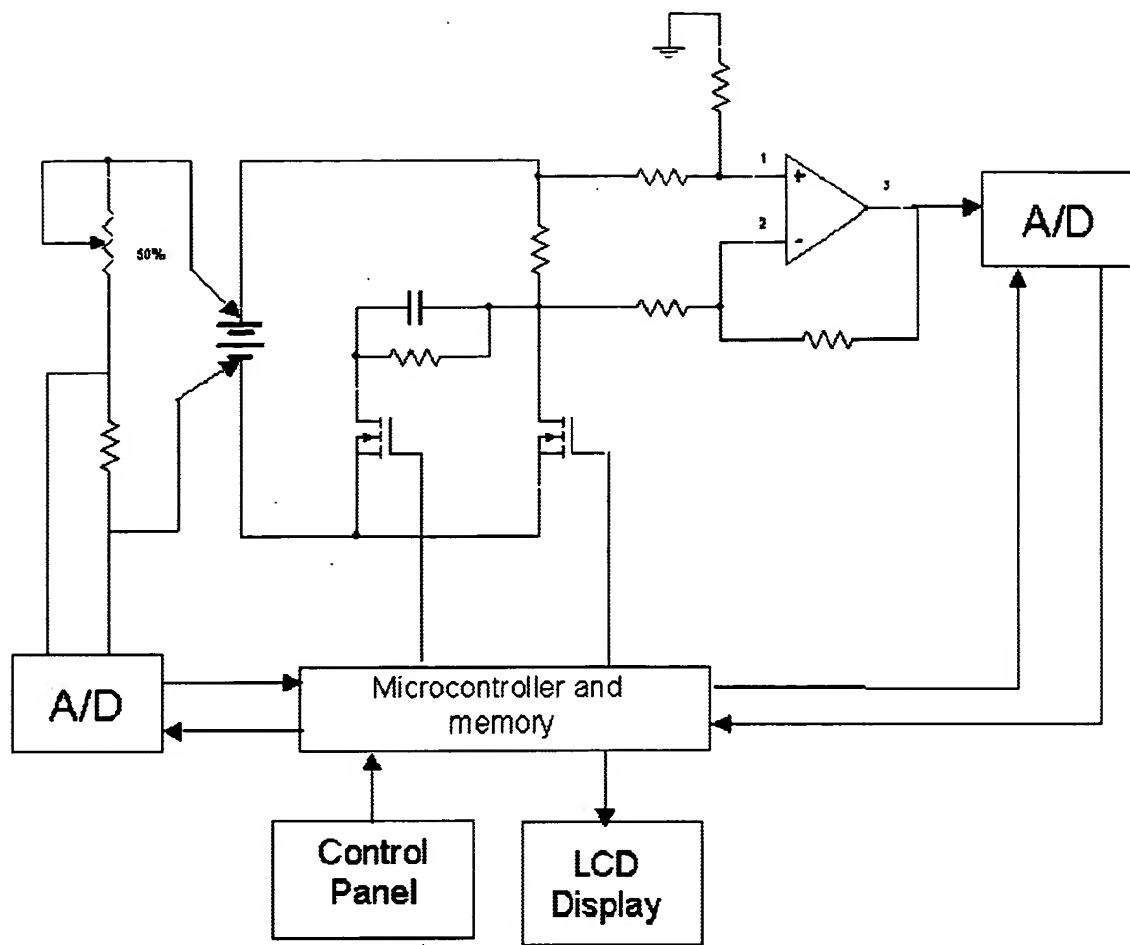 1
+
3
2
-
A/D
50%
A/D
Microcontroller and
memory
Control
Panel
LCD
Display